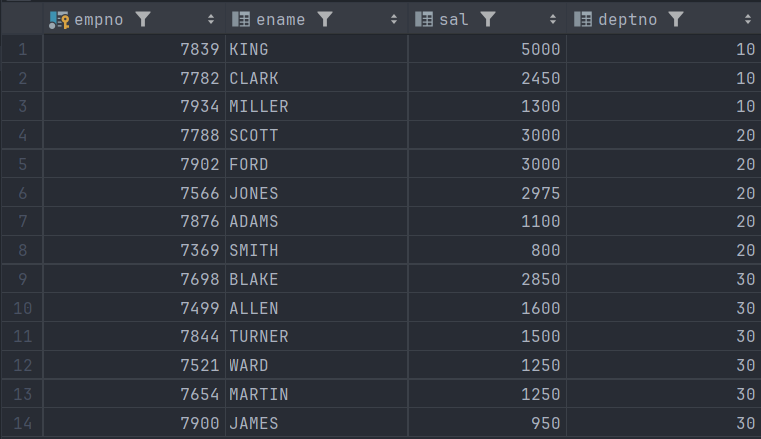 empno ename sal deptno
1 7839 KING 5000 10
2 7782 CLARK 2450 10
3 7934 MILLER 1300 10
4 7788 SCOTT 3000 20
5 7902 FORD 3000 20
6 7566 JONES 2975 20
7 7876 ADAMS 1100 20
8 7369 SMITH 800 20
9 7698 BLAKE 2850 30
10 7499 ALLEN 1600 30
11 7844 TURNER 1500 30
12 7521 WARD 1250 30
13 7654 MARTIN 1250 30
14 7900 JAMES 950 30